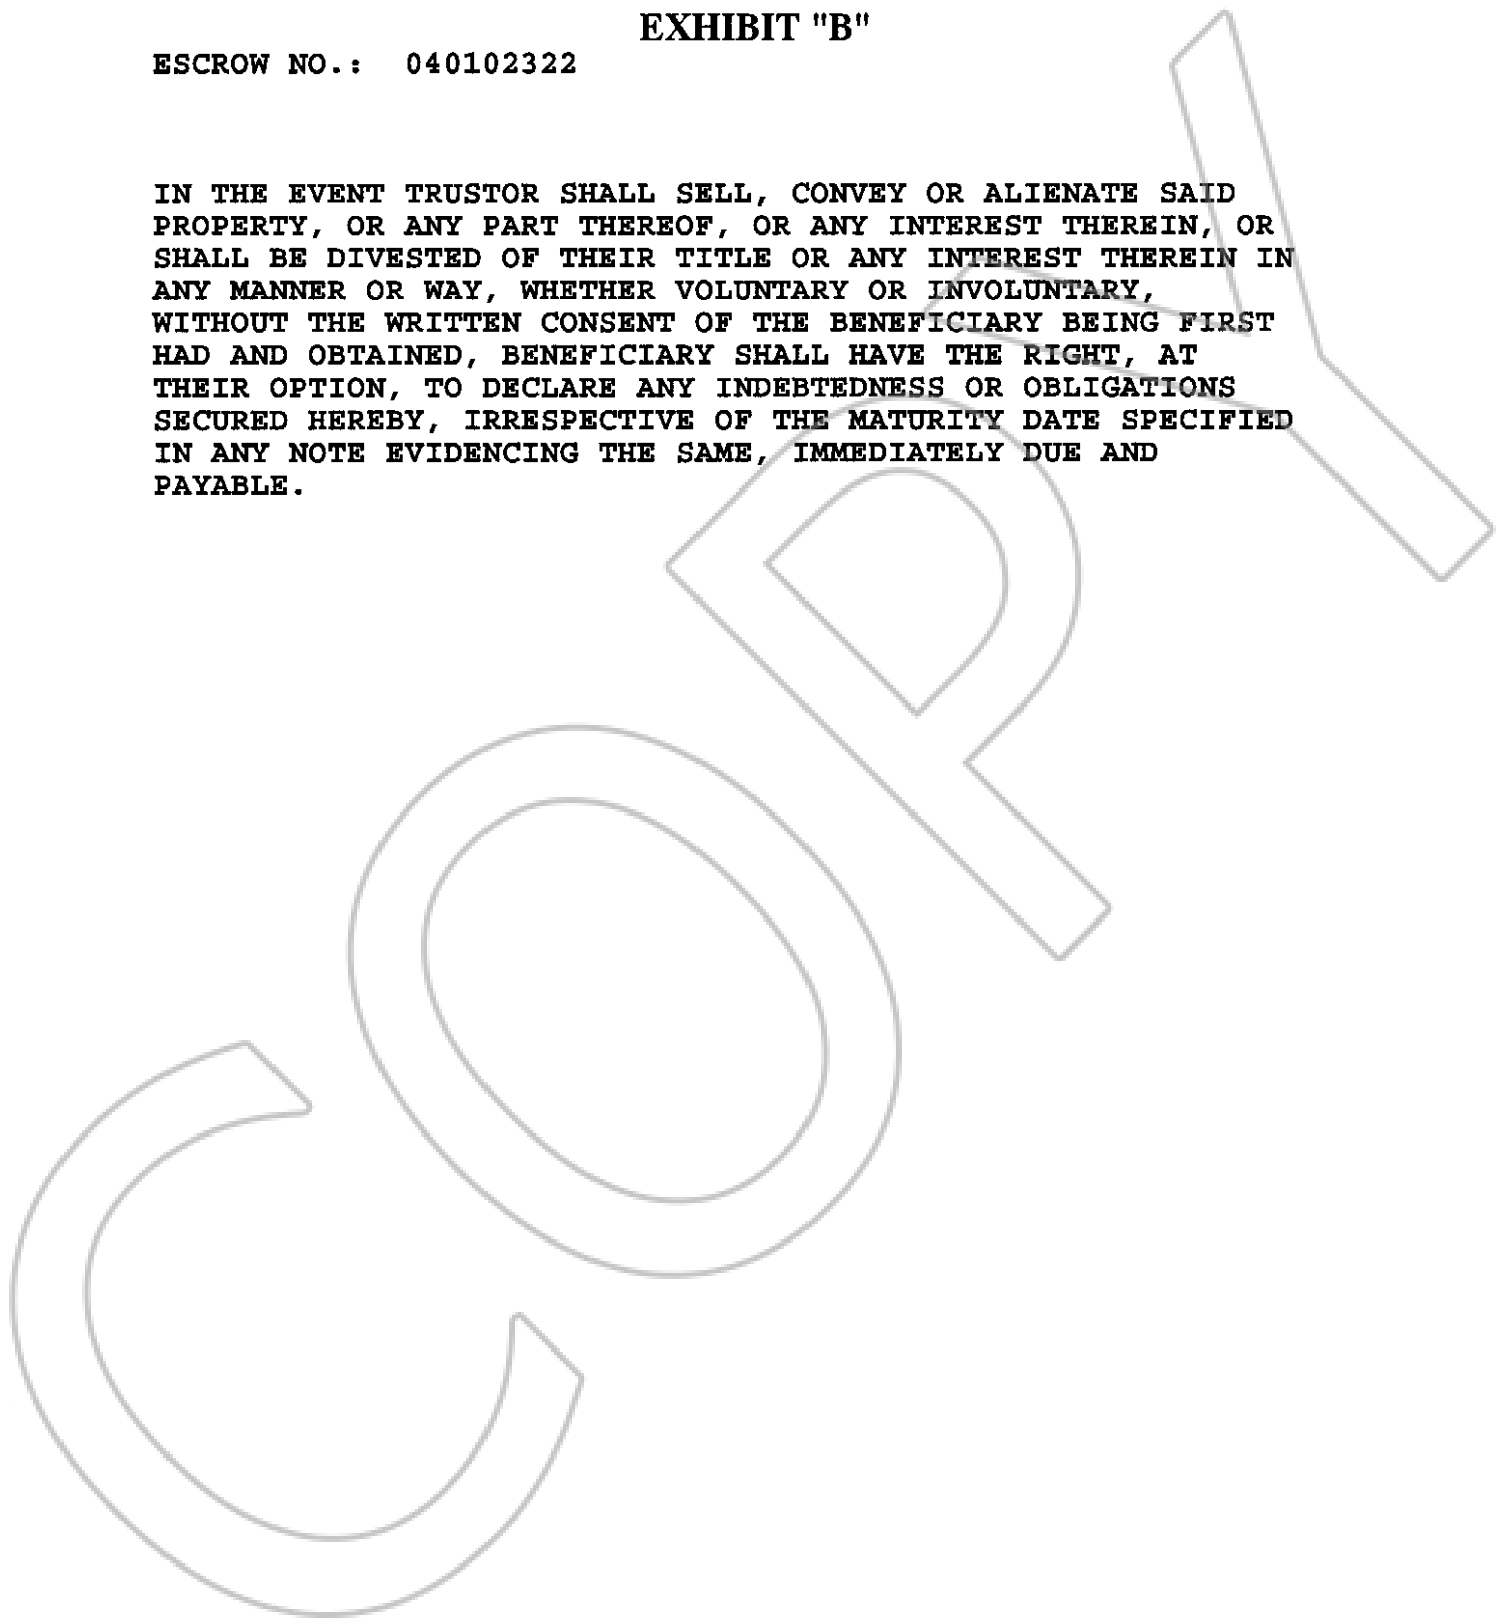 EXHIBIT "B"
ESCROW NO.: 040102322
IN THE EVENT TRUSTOR SHALL SELL, CONVEY OR ALIENATE SAID
PROPERTY, OR ANY PART THEREOF, OR ANY INTEREST THEREIN, OR
SHALL BE DIVESTED OF THEIR TITLE OR ANY INTEREST THEREIN IN
ANY MANNER OR WAY, WHETHER VOLUNTARY OR INVOLUNTARY,
WITHOUT THE WRITTEN CONSENT OF THE BENEFICIARY BEING FIRST
HAD AND OBTAINED, BENEFICIARY SHALL HAVE THE RIGHT, AT
THEIR OPTION, TO DECLARE ANY INDEBTEDNESS OR OBLIGATIONS
SECURED HEREBY, IRRESPECTIVE OF THE MATURITY DATE SPECIFIED
IN ANY NOTE EVIDENCING THE SAME, IMMEDIATELY DUE AND
PAYABLE.
COPY